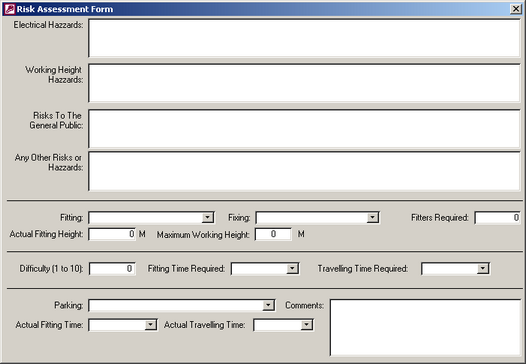 Risk Assessment Form
Electrical Hazzards:
Working Height
Hazzards:
Risks To The
General Public:
Any Other Risks or
Hazzards:
Fitting: Fixing: Fitters Required: 0
Actual Fitting Height: 0 M Maximum Working Height: 0 M
Difficulty (1 to 10): 0 Fitting Time Required: Travelling Time Required:
Parking: Comments:
Actual Fitting Time: Actual Travelling Time: